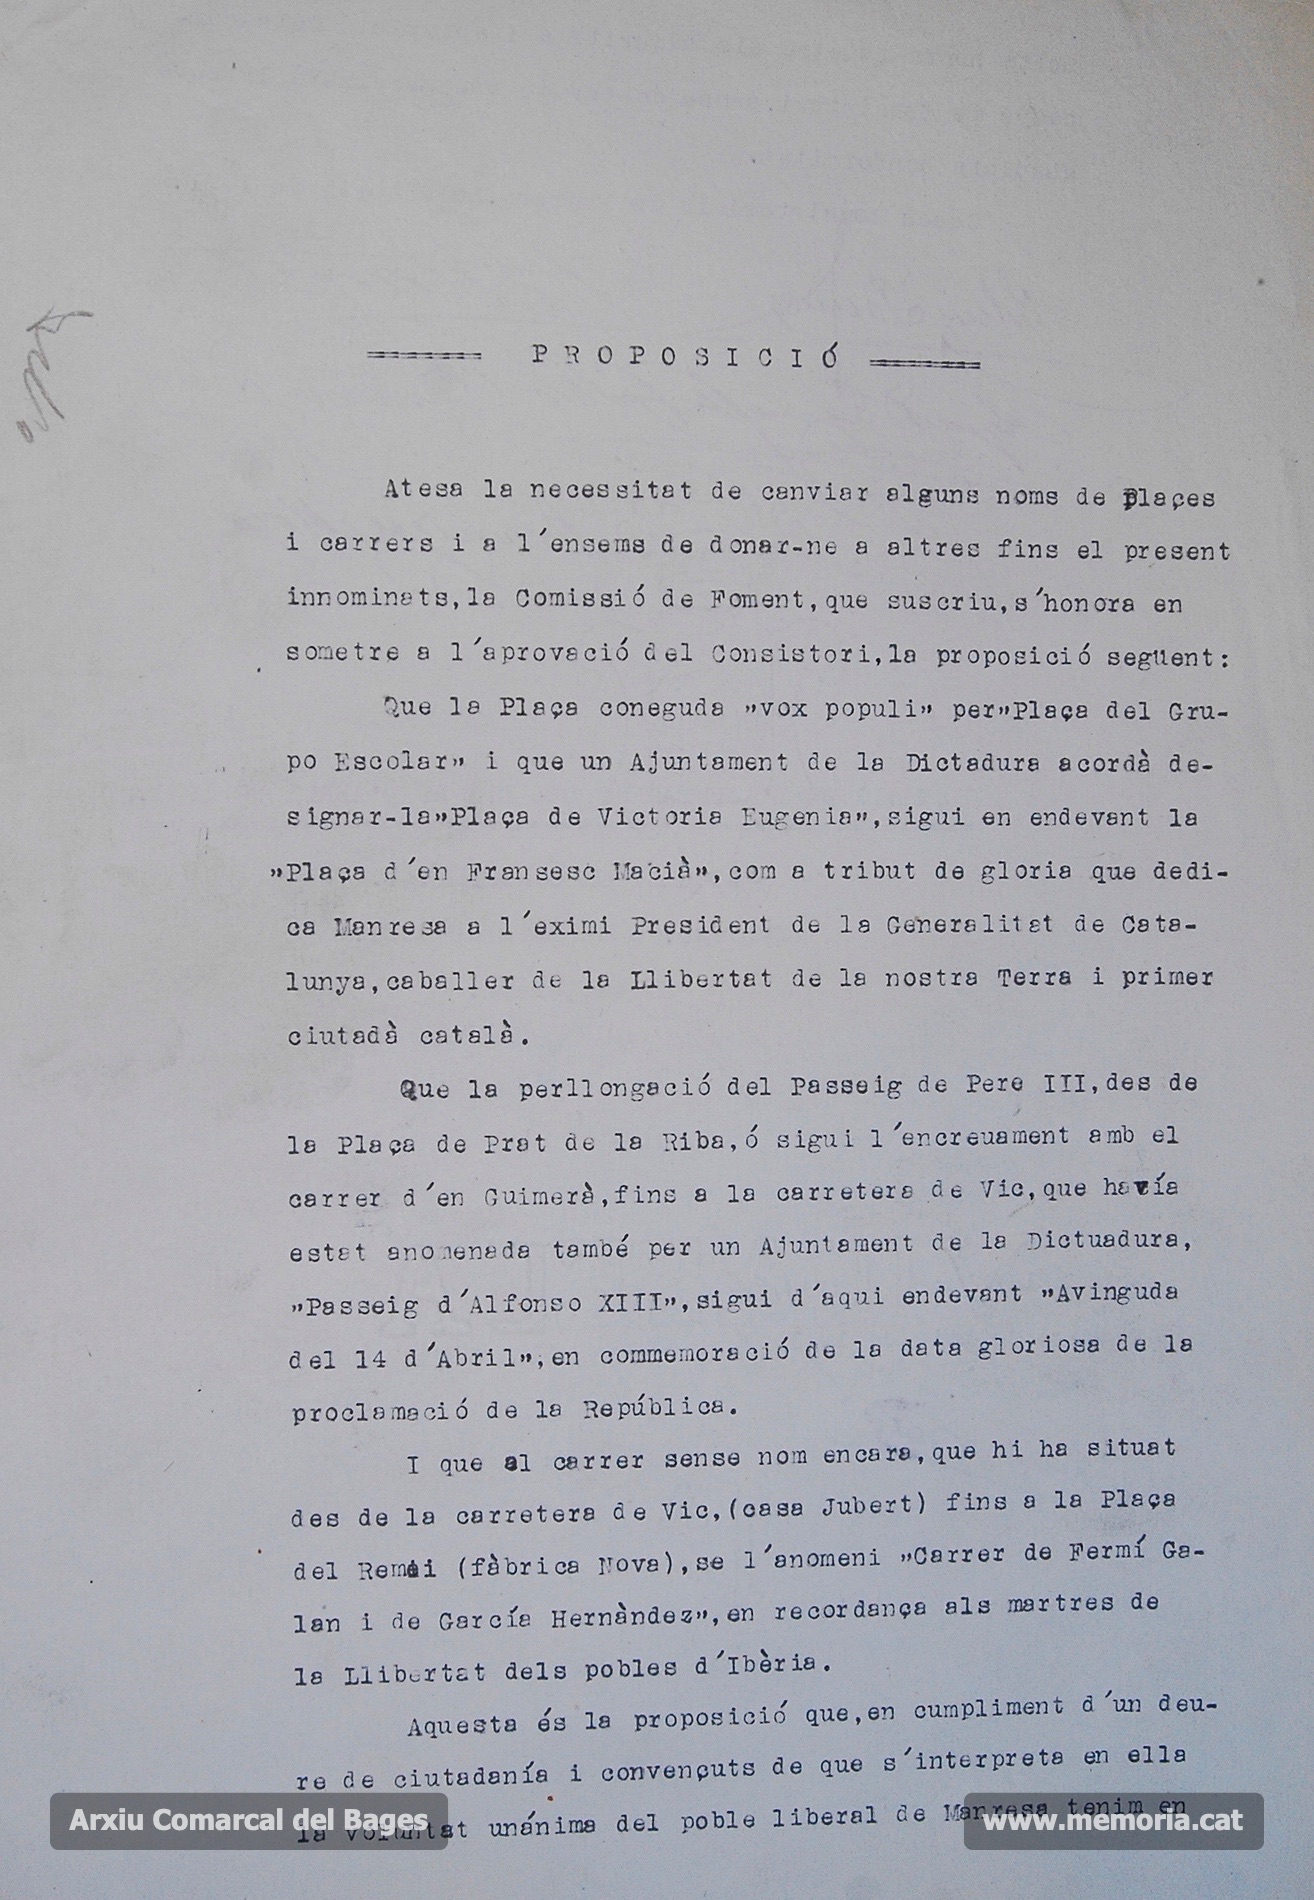 PROPOSICIÓ
Atesa la necessitat de canviar alguns noms de plaçes
i carrers i a l´ensems de donar-ne a altres fins el present
innominats,la Comissió de Foment,que suscriu,s´honora en
sometre a l´aprovació del Consistori,la proposició següent:
Que la Plaça coneguda "vox populi" per"Plaça del Gru-
po Escolar" i que un Ajuntament de la Dictadura acordà de-
signar-la"Plaça de Victoria Eugenia",sigui en endevant la
"Plaça d´en Fransesc Macià",com a tribut de gloria que dedi-
ca Manresa a l´eximi President de la Generalitat de Cata-
lunya,caballer de la Llibertat de la nostra Terra i primer
ciutadà català.
Que la perllongació del Passeig de Pere III,des de
la Plaça de Prat de la Riba,ó sigui l´encreuament amb el
carrer d´en Guimerà,fins a la carretera de Vic,que havía
estat anomenada també per un Ajuntament de la Dictuadura,
"Passeig d´Alfonso XIII",sigui d´aqui endevant "Avinguda
del 14 d´Abril",en commemoració de la data gloriosa de la
proclamació de la República.
I que al carrer sense nom encara,que hi ha situat
des de la carretera de Vic,(casa Jubert) fins a la Plaça
del Remei (fàbrica Nova),se l´anomeni "Carrer de Fermí Ga-
lan i de García Hernàndez",en recordança als martres de
la Llibertat dels pobles d´Ibèria.
Aquesta és la proposició que,en cumpliment d´un deu-
re de ciutadanía i convençuts de que s´interpreta en ella
la voluntat unánima del poble liberal de Manresa tenim en
Arxiu Comarcal del Bages
www.memoria.cat